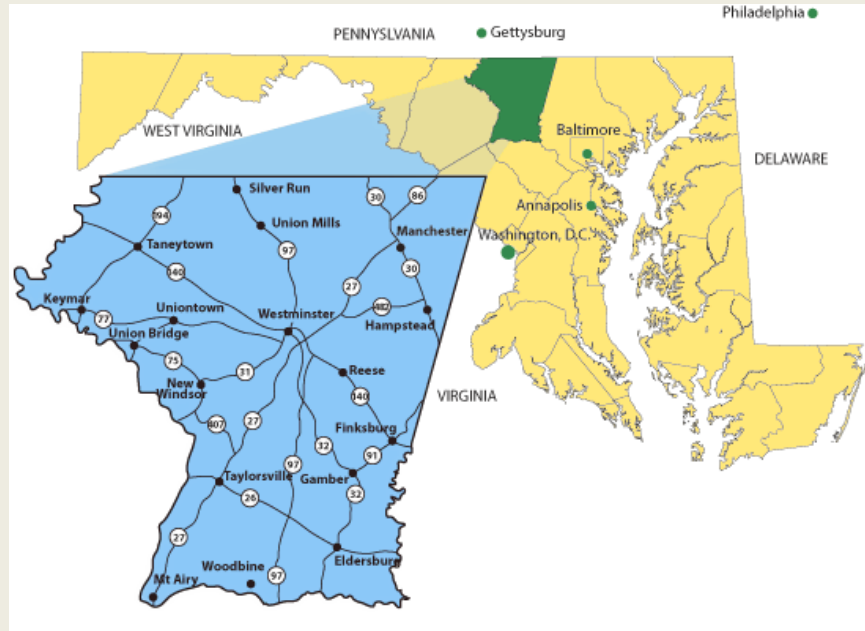 Philadelphia
PENNYSLVANIA
Gettysburg
WEST VIRGINIA
Baltimore
DELAWARE
Annapolis
Washington, D.C.
VIRGINIA
Silver Run
30
86
194
Union Mills
Manchester
Taneytown
97
140
30
27
Keymar
Uniontown
Westminster
482
77
Hampstead
Union Bridge
75
31
Reese
New
Windsor
140
407
27
Finksburg
32
91
97
Taylorsville
Gamber
26
32
27
Woodbine
Eldersburg
Mt Airy
97